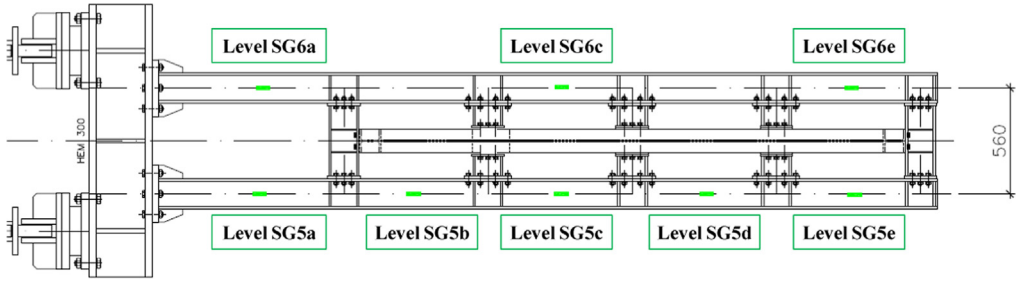 Level SG6a
Level SG6c
Level SG6e
HEM 300
560
Level SG5a
Level SG5b
Level SG5c
Level SG5d
Level SG5e